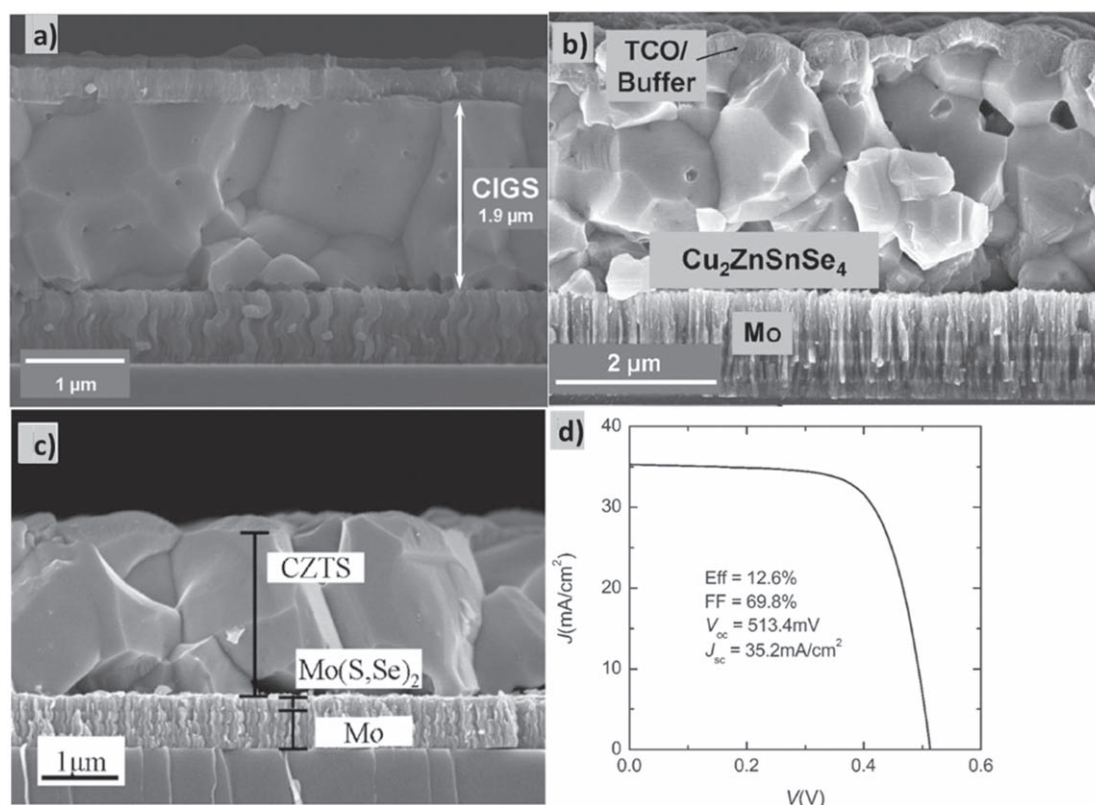 a)
CIGS
1.9 µm
1 µm
b)
TCO/
Buffer
Cu₂ZnSnSe₄
Mo
2 µm
c)
CZTS
Mo(S,Se)₂
Mo
1µm
d)
40
30
20
10
0
J(mA/cm²)
Eff = 12.6%
FF = 69.8%
V_oc = 513.4mV
J_sc = 35.2mA/cm²
0.0 0.2 0.4 0.6
V(V)